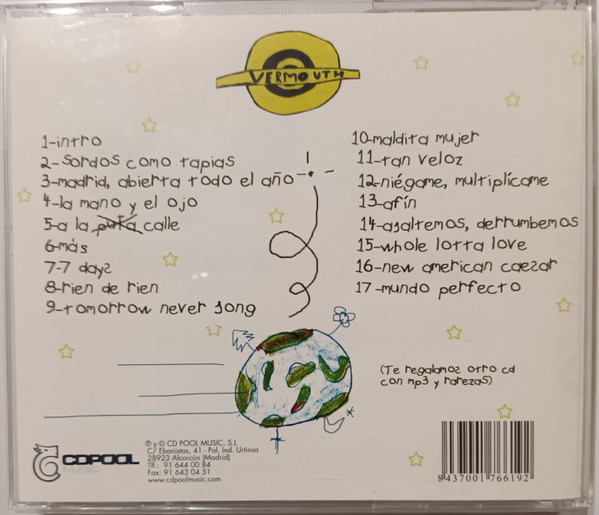 VERMOUTH
1-intro
2-sordos como tapias
3-madrid, abierta todo el año
4-la mano y el ojo
5-a la puta calle
6-más
7-7 days
8-rien de rien
9-tomorrow never song
10-maldita mujer
11-tan veloz
12-niégame, multiplícame
13-afín
14-asaltemos, derrumbemos
15-whole lotta love
16-new american caesar
17-mundo perfecto
(Te regalamos otro cd
con mp3 y rarezas)
CDPOOL
MUSIC
℗ y © CD POOL MUSIC, S.L.
C/ Ebanistas, 41 - Pol. Ind. Urtinsa
28923 Alcorcón (Madrid)
Tlf.: 91 644 00 84
Fax: 91 643 04 51
www.cdpoolmusic.com
8437001766192